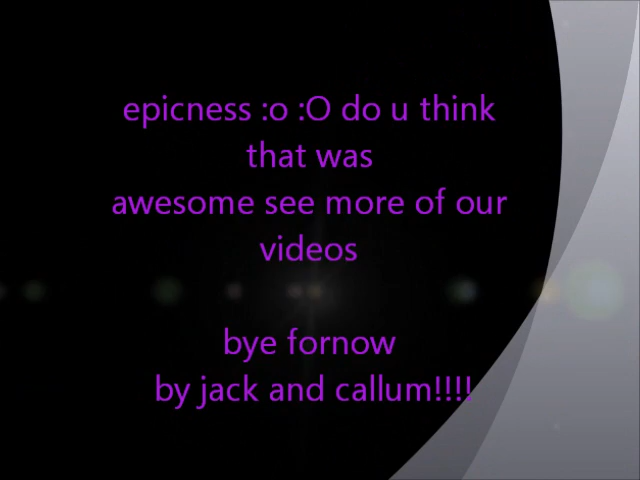 epicness :o :O do u think
that was
awesome see more of our
videos
bye fornow
by jack and callum!!!!